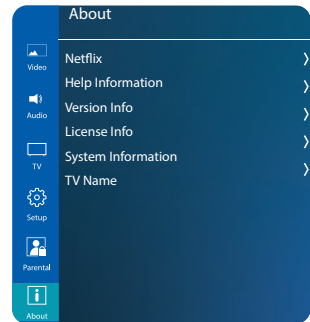 About
Netflix
Help Information
Version Info
License Info
System Information
TV Name
Video
Audio
TV
Setup
Parental
About